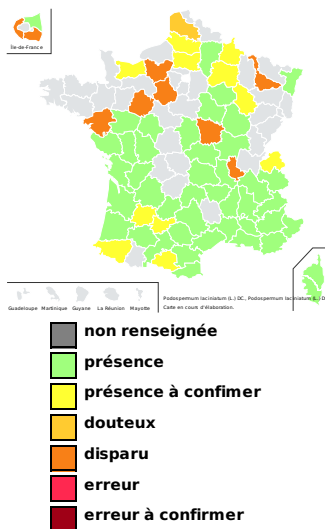 Île-de-France
Guadeloupe Martinique Guyane La Réunion Mayotte
Podospermum laciniatum (L.) DC., Podospermum laciniatum (L.) D
Carte en cours d'élaboration.
non renseignée
présence
présence à confimer
douteux
disparu
erreur
erreur à confirmer